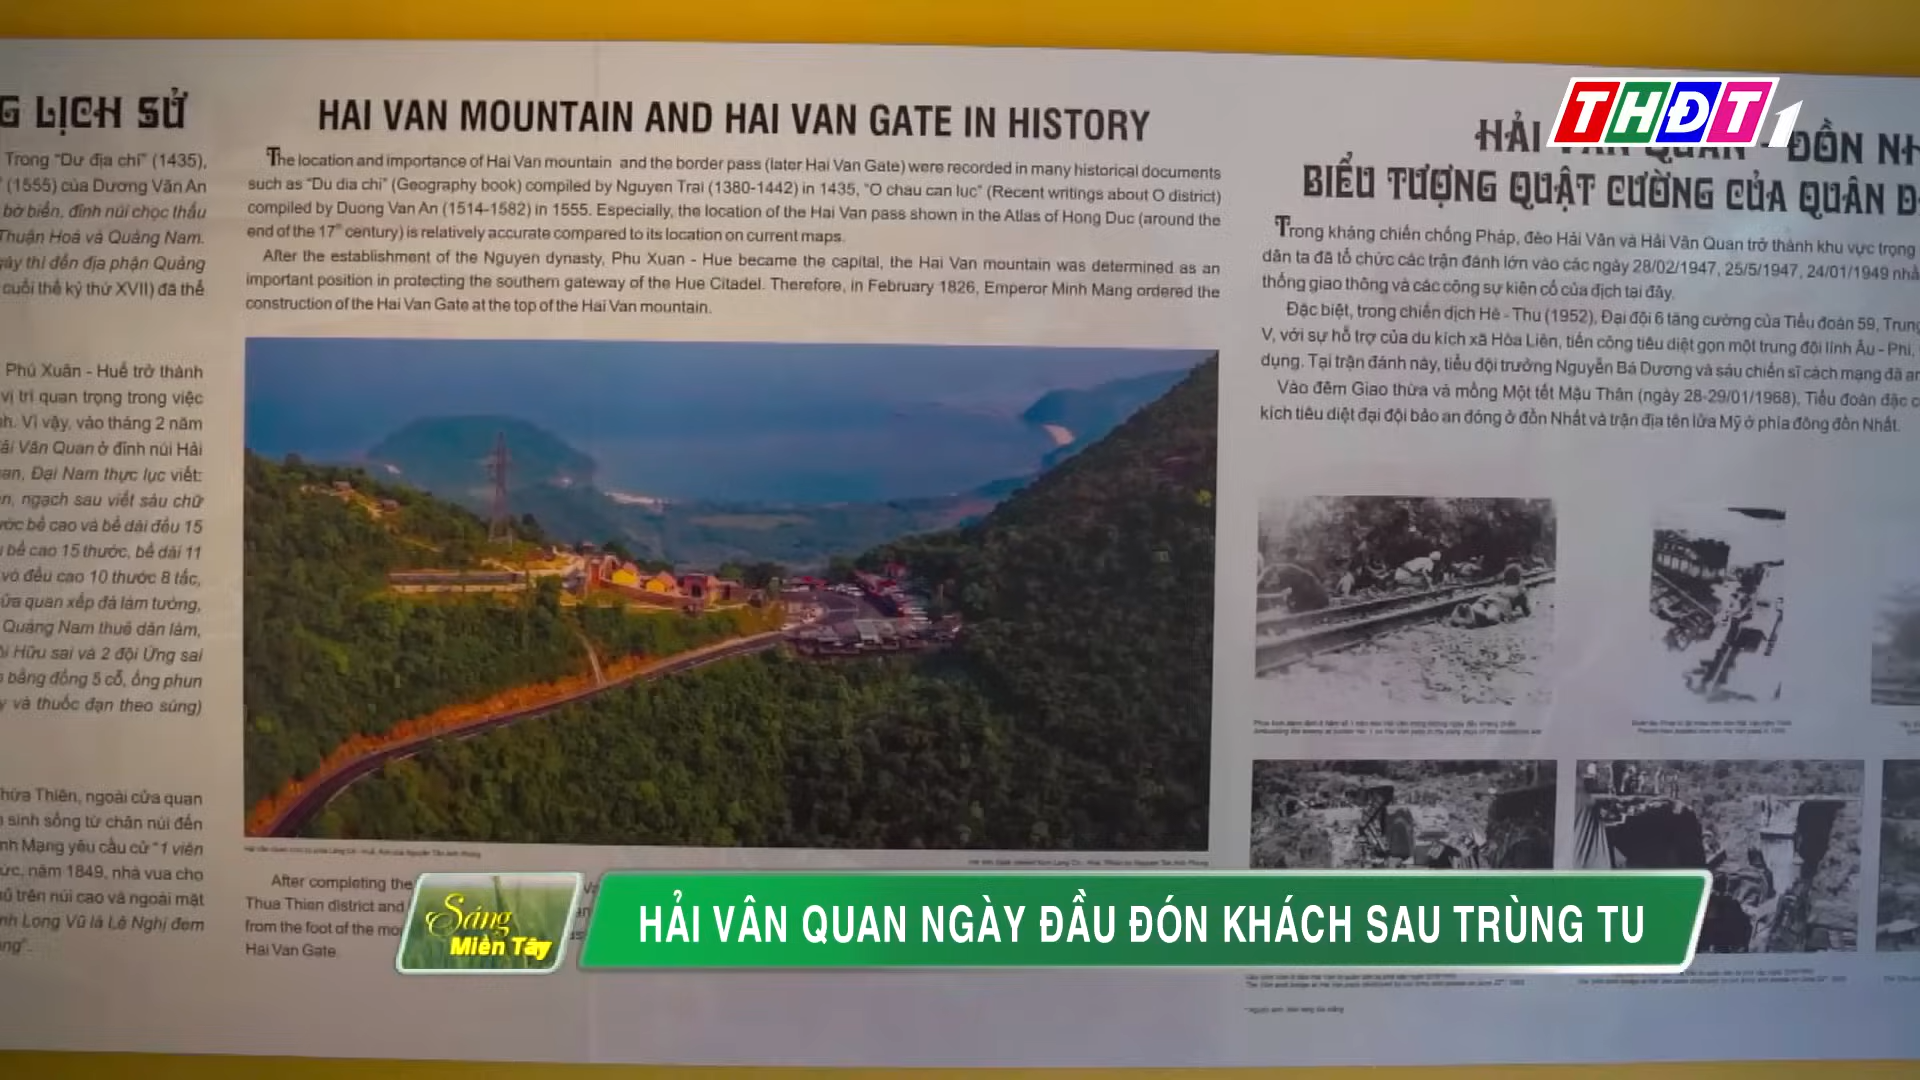 THĐT1
G LỊCH SỬ
Trong "Dư địa chí" (1435),
(1555) của Dương Văn An
bờ biển, đỉnh núi chọc thấu
Thuận Hoá và Quảng Nam.
gày thì đến địa phận Quảng
cuối thế kỷ thứ XVII) đã thể
Phú Xuân - Huế trở thành
vị trí quan trọng trong việc
nh. Vì vậy, vào tháng 2 năm
ải Vân Quan ở đỉnh núi Hải
an, Đại Nam thực lục viết:
n, ngạch sau viết sáu chữ
ước bề cao và bề dài đều 15
bề cao 15 thước, bề dài 11
vò đều cao 10 thước 8 tấc,
ửa quan xếp đá làm tường,
Quảng Nam thuê dân làm,
i Hữu sai và 2 đội Ứng sai
bằng đồng 5 cỗ, ống phun
y và thuốc đạn theo súng)
hừa Thiên, ngoài cửa quan
sinh sống từ chân núi đến
nh Mạng yêu cầu cử "1 viên
ức, năm 1849, nhà vua cho
ũ trên núi cao và ngoài mặt
nh Long Vũ là Lê Nghị đem
ng".
HAI VAN MOUNTAIN AND HAI VAN GATE IN HISTORY
The location and importance of Hai Van mountain and the border pass (later Hai Van Gate) were recorded in many historical documents
such as "Du dia chi" (Geography book) compiled by Nguyen Trai (1380-1442) in 1435, "O chau can luc" (Recent writings about O district)
compiled by Duong Van An (1514-1582) in 1555. Especially, the location of the Hai Van pass shown in the Atlas of Hong Duc (around the
end of the 17th century) is relatively accurate compared to its location on current maps.
After the establishment of the Nguyen dynasty, Phu Xuan - Hue became the capital, the Hai Van mountain was determined as an
important position in protecting the southern gateway of the Hue Citadel. Therefore, in February 1826, Emperor Minh Mang ordered the
construction of the Hai Van Gate at the top of the Hai Van mountain.
After completing the
Thua Thien district and
from the foot of the mo
Hai Van Gate.
HẢI VÂN QUAN - ĐỒN NH
BIỂU TƯỢNG QUẬT CƯỜNG CỦA QUÂN D
Trong kháng chiến chống Pháp, đèo Hải Vân và Hải Vân Quan trở thành khu vực trọng
dân ta đã tổ chức các trận đánh lớn vào các ngày 28/02/1947, 25/5/1947, 24/01/1949 nhằ
thống giao thông và các công sự kiên cố của địch tại đây.
Đặc biệt, trong chiến dịch Hè - Thu (1952), Đại đội 6 tăng cường của Tiểu đoàn 59, Trung
V, với sự hỗ trợ của du kích xã Hòa Liên, tiến công tiêu diệt gọn một trung đội lính Âu - Phi,
dụng. Tại trận đánh này, tiểu đội trưởng Nguyễn Bá Dương và sáu chiến sĩ cách mạng đã an
Vào đêm Giao thừa và mồng Một tết Mậu Thân (ngày 28-29/01/1968), Tiểu đoàn đặc c
kích tiêu diệt đại đội bảo an đóng ở đồn Nhất và trận địa tên lửa Mỹ ở phía đông đồn Nhất.
Sáng
Miền Tây
HẢI VÂN QUAN NGÀY ĐẦU ĐÓN KHÁCH SAU TRÙNG TU